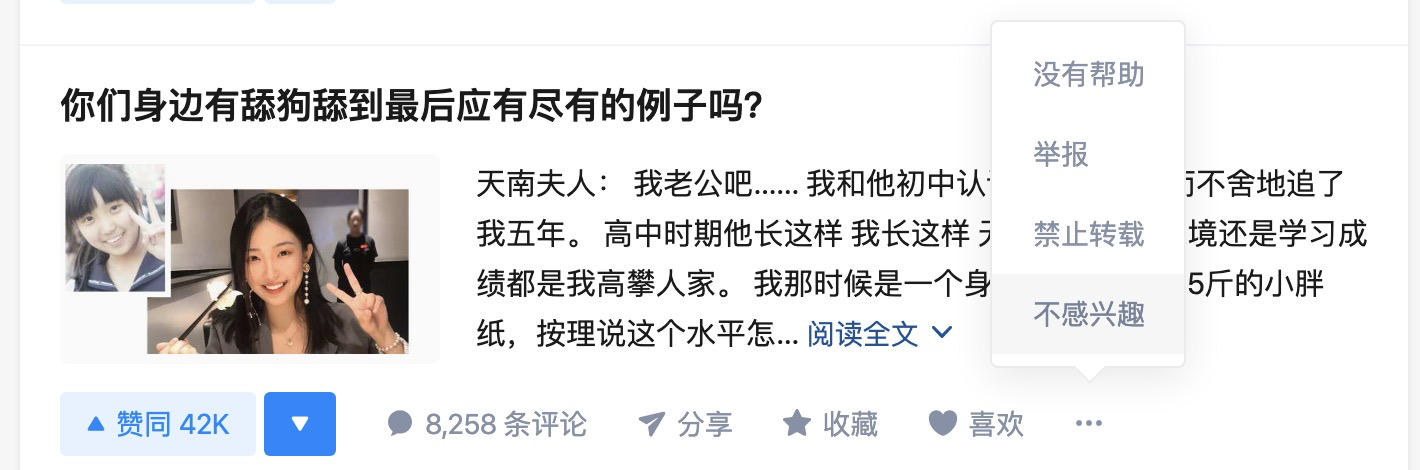 你们身边有舔狗舔到最后应有尽有的例子吗?
天南夫人： 我老公吧...... 我和他初中认 不舍地追了
我五年。 高中时期他长这样 我长这样 境还是学习成
绩都是我高攀人家。 我那时候是一个身 5斤的小胖
纸，按理说这个水平怎... 阅读全文
没有帮助
举报
禁止转载
不感兴趣
赞同 42K
8,258 条评论
分享
收藏
喜欢